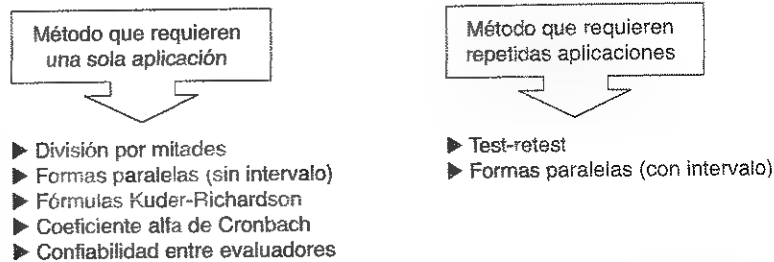 Método que requieren
una sola aplicación
▶ División por mitades
▶ Formas paralelas (sin intervalo)
▶ Fórmulas Kuder-Richardson
▶ Coeficiente alfa de Cronbach
▶ Confiabilidad entre evaluadores
Método que requieren
repetidas aplicaciones
▶ Test-retest
▶ Formas paralelas (con intervalo)